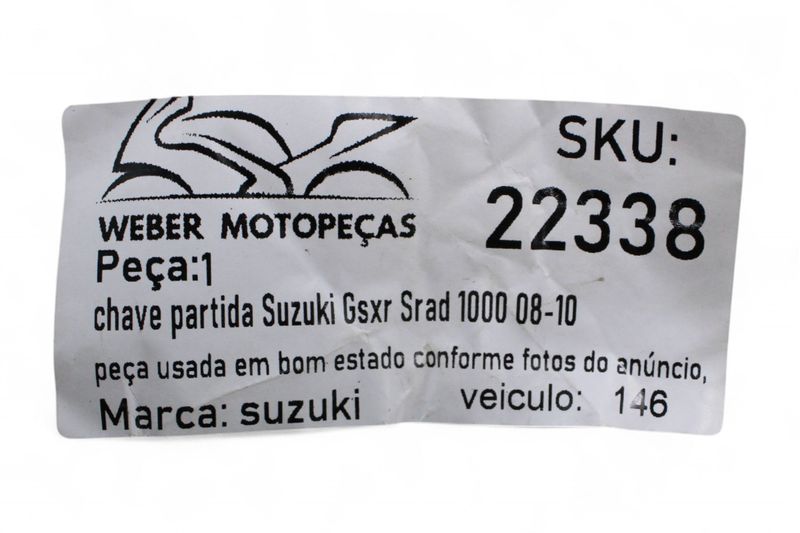 WEBER MOTOPEÇAS
SKU:
22338
Peça:1
chave partida Suzuki Gsxr Srad 1000 08-10
peça usada em bom estado conforme fotos do anúncio,
Marca: suzuki
veiculo: 146